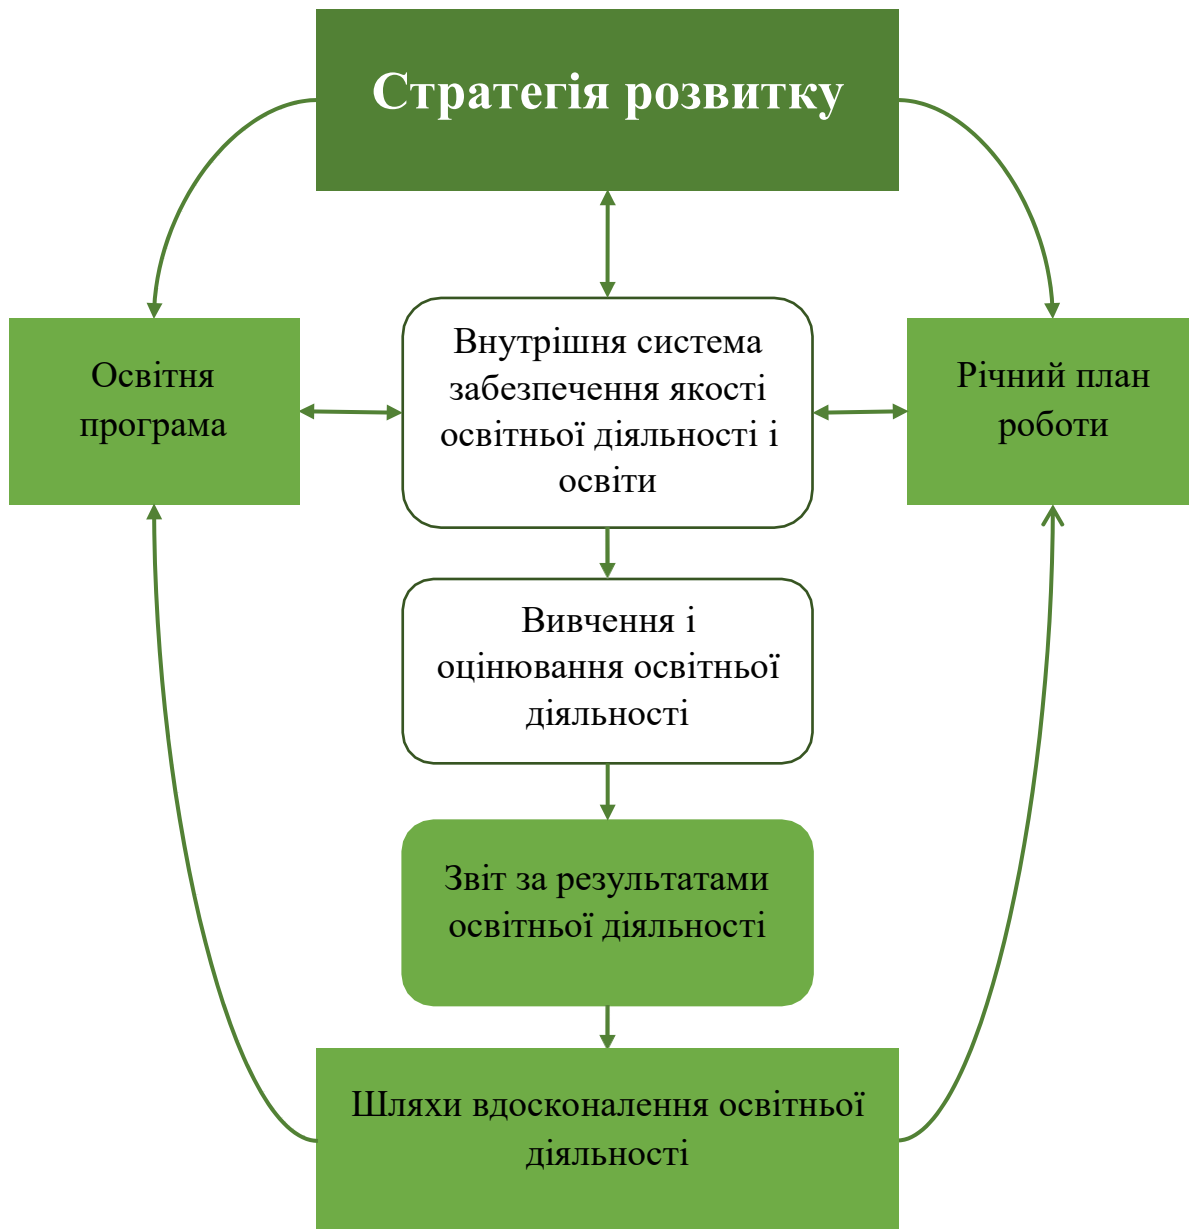 Стратегія розвитку
Освітня
програма
Внутрішня система
забезпечення якості
освітньої діяльності і
освіти
Річний план
роботи
Вивчення і
оцінювання освітньої
діяльності
Звіт за результатами
освітньої діяльності
Шляхи вдосконалення освітньої
діяльності